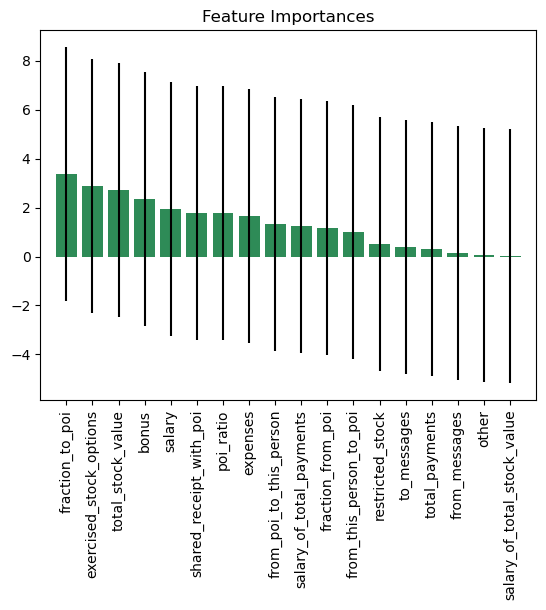 Feature Importances
8
6
4
2
0
−2
−4
fraction_to_poi
exercised_stock_options
total_stock_value
bonus
salary
shared_receipt_with_poi
poi_ratio
expenses
from_poi_to_this_person
salary_of_total_payments
fraction_from_poi
from_this_person_to_poi
restricted_stock
to_messages
total_payments
from_messages
other
salary_of_total_stock_value